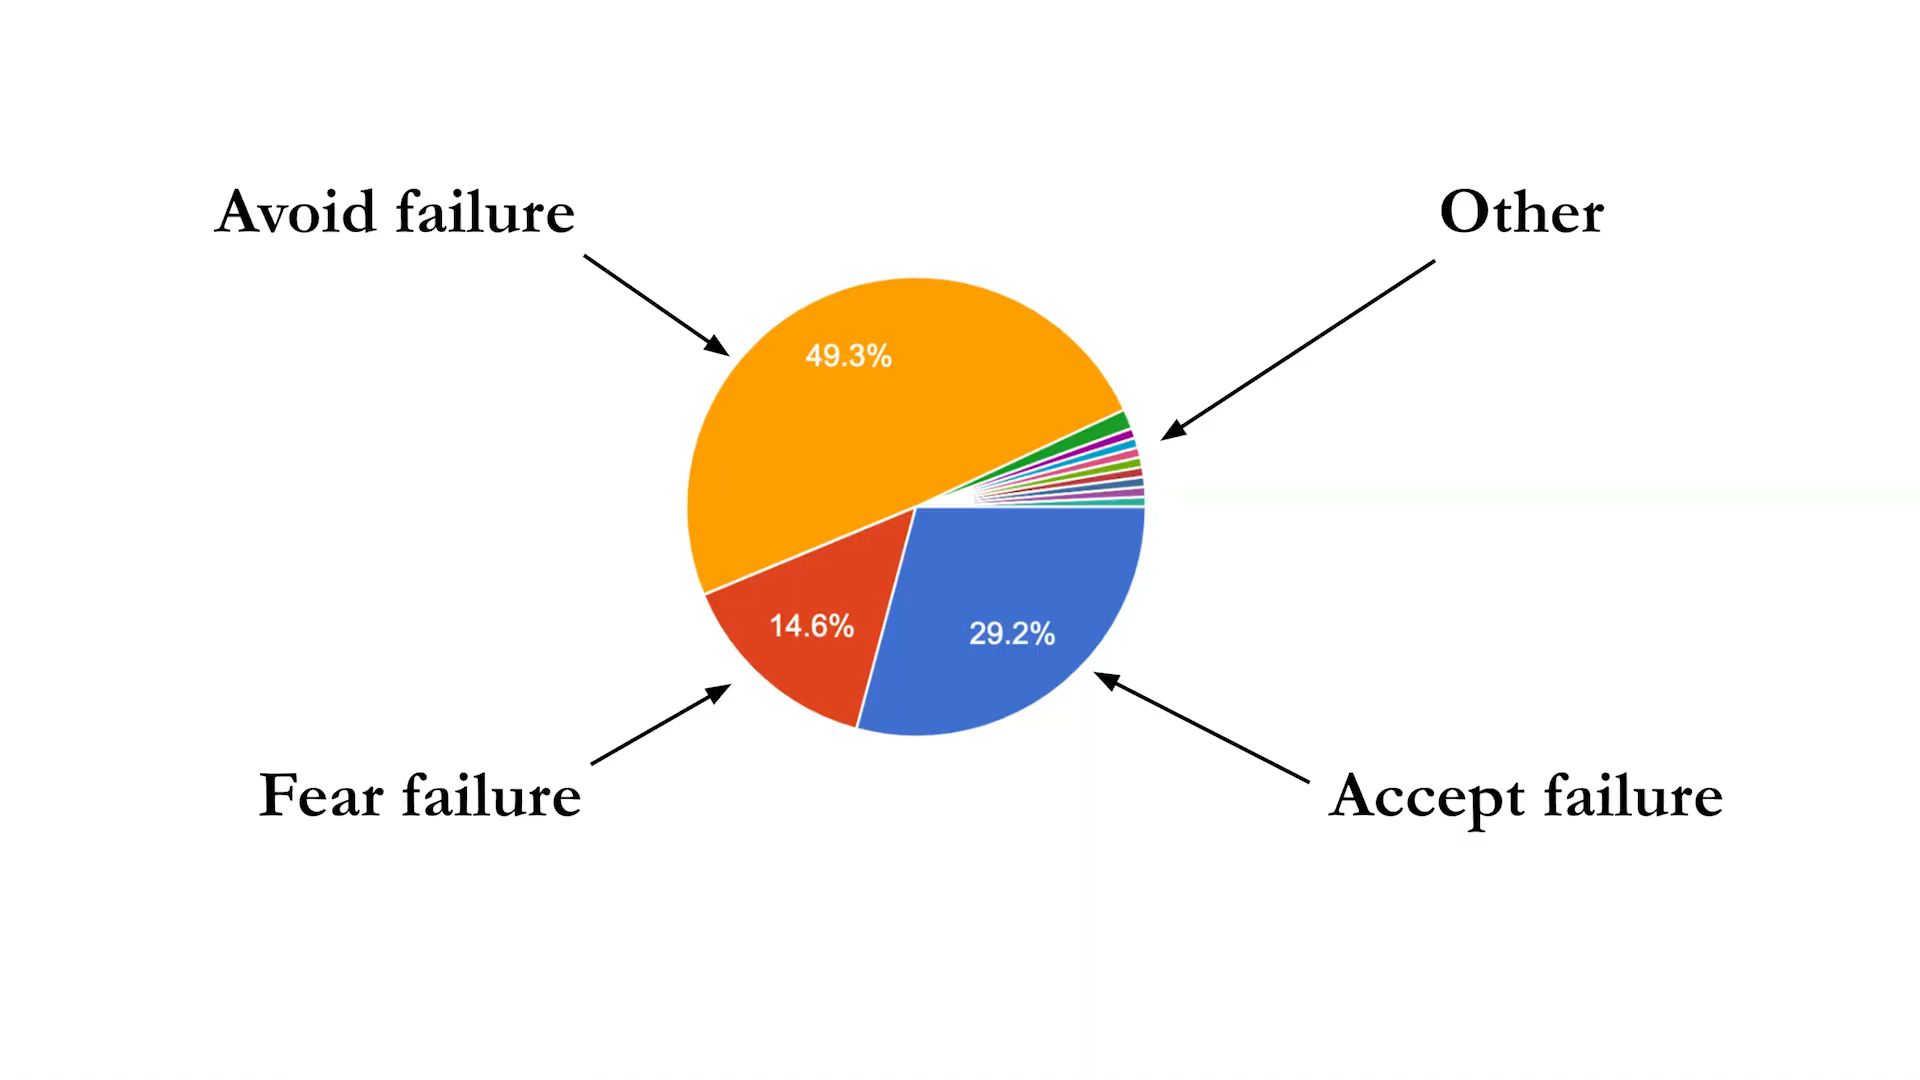 Avoid failure
Other
49.3%
14.6%
29.2%
Fear failure
Accept failure